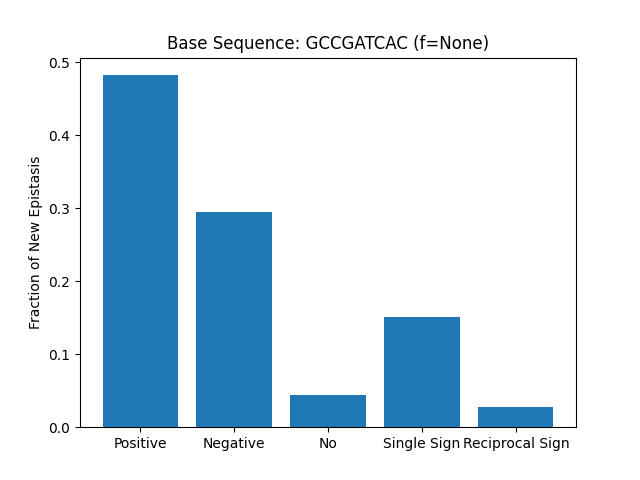 Base Sequence: GCCGATCAC (f=None)
Fraction of New Epistasis
0.5
0.4
0.3
0.2
0.1
0.0
Positive Negative No Single Sign Reciprocal Sign